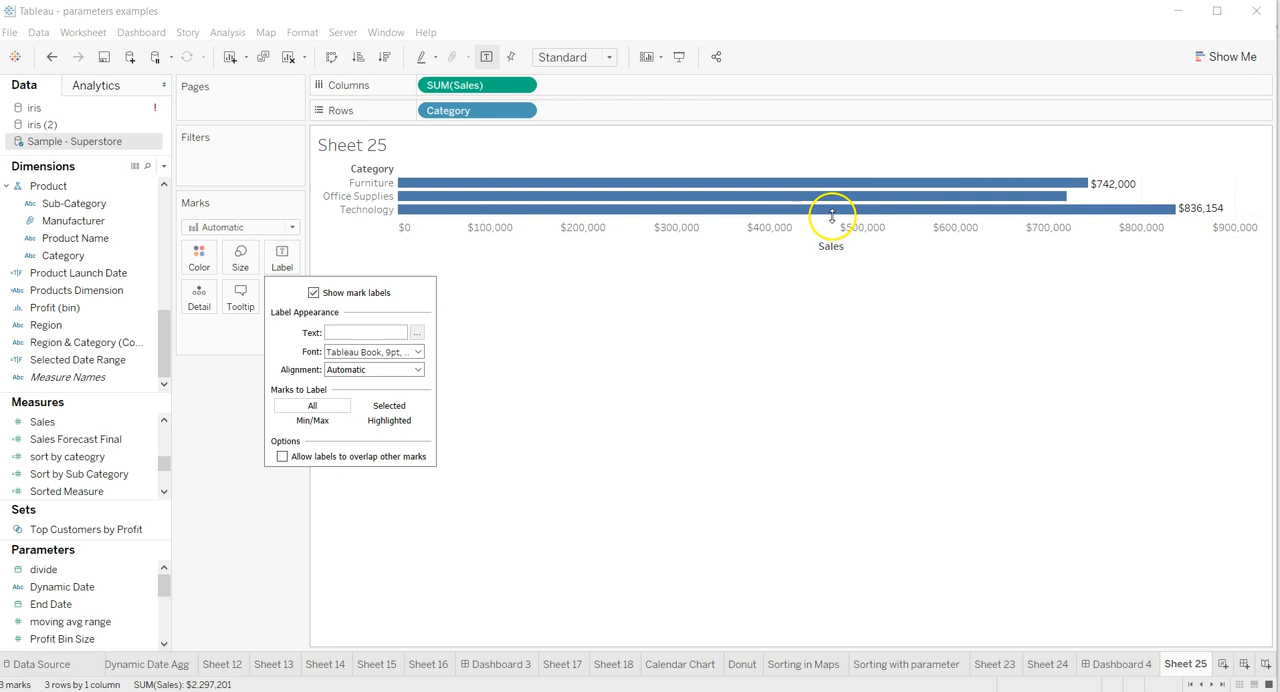 Tableau - parameters examples
File Data Worksheet Dashboard Story Analysis Map Format Server Window Help
Standard
Show Me
Data
Analytics
iris !
iris (2)
Sample - Superstore
Dimensions
Product
Abc Sub-Category
Manufacturer
Abc Product Name
Abc Category
Product Launch Date
Products Dimension
Profit (bin)
Abc Region
Abc Region & Category (Co...
Selected Date Range
Abc Measure Names
Measures
# Sales
Sales Forecast Final
sort by cateogry
Sort by Sub Category
Sorted Measure
Sets
Top Customers by Profit
Parameters
divide
Abc Dynamic Date
End Date
# moving avg range
# Profit Bin Size
Pages
Filters
Marks
Automatic
Color Size Label
Detail Tooltip
Show mark labels
Label Appearance
Text: ...
Font: Tableau Book, 9pt, ..
Alignment: Automatic
Marks to Label
All Selected
Min/Max Highlighted
Options
Allow labels to overlap other marks
Columns SUM(Sales)
Rows Category
Sheet 25
Category
Furniture $742,000
Office Supplies
Technology $836,154
$0 $100,000 $200,000 $300,000 $400,000 $500,000 $600,000 $700,000 $800,000 $900,000
Sales
Data Source Dynamic Date Agg Sheet 12 Sheet 13 Sheet 14 Sheet 15 Sheet 16 Dashboard 3 Sheet 17 Sheet 18 Calendar Chart Donut Sorting in Maps Sorting with parameter Sheet 23 Sheet 24 Dashboard 4 Sheet 25
3 marks 3 rows by 1 column SUM(Sales): $2,297,201